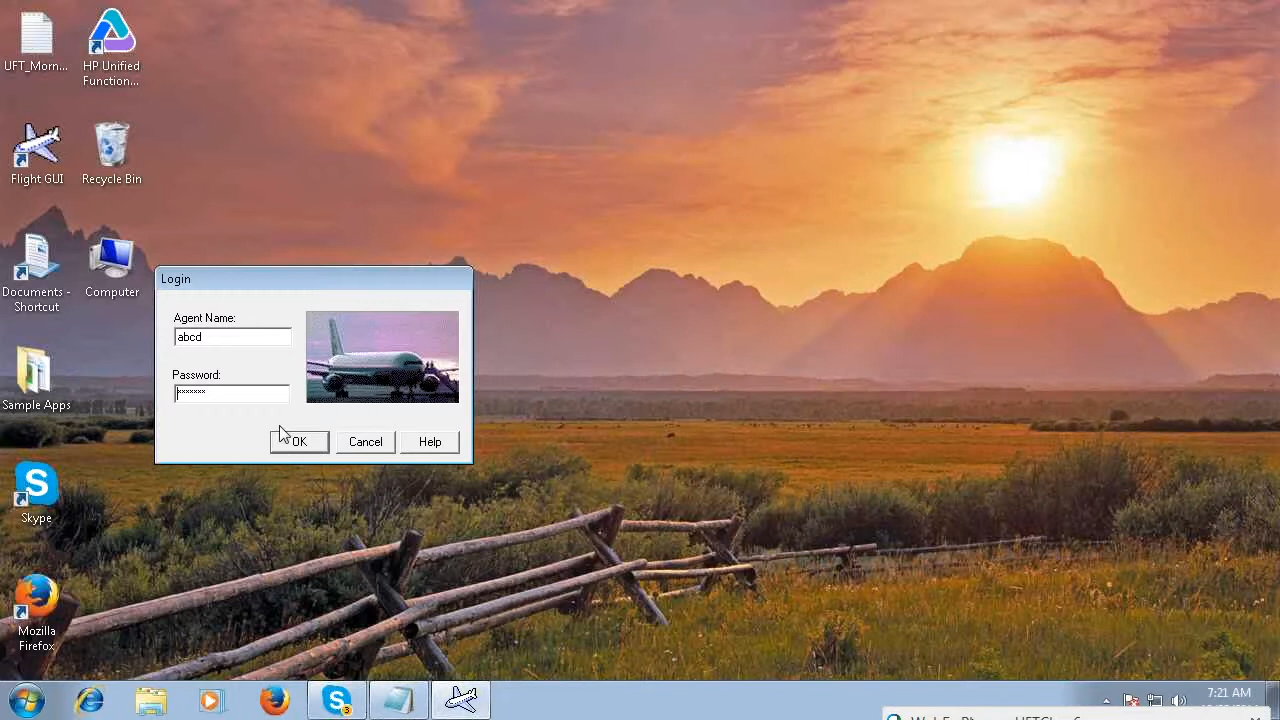 UFT_Morn...
HP Unified
Function...
Flight GUI
Recycle Bin
Documents -
Shortcut
Computer
Login
Agent Name:
abcd
Password:
*******
OK
Cancel
Help
Sample Apps
Skype
Mozilla
Firefox
3
7:21 AM